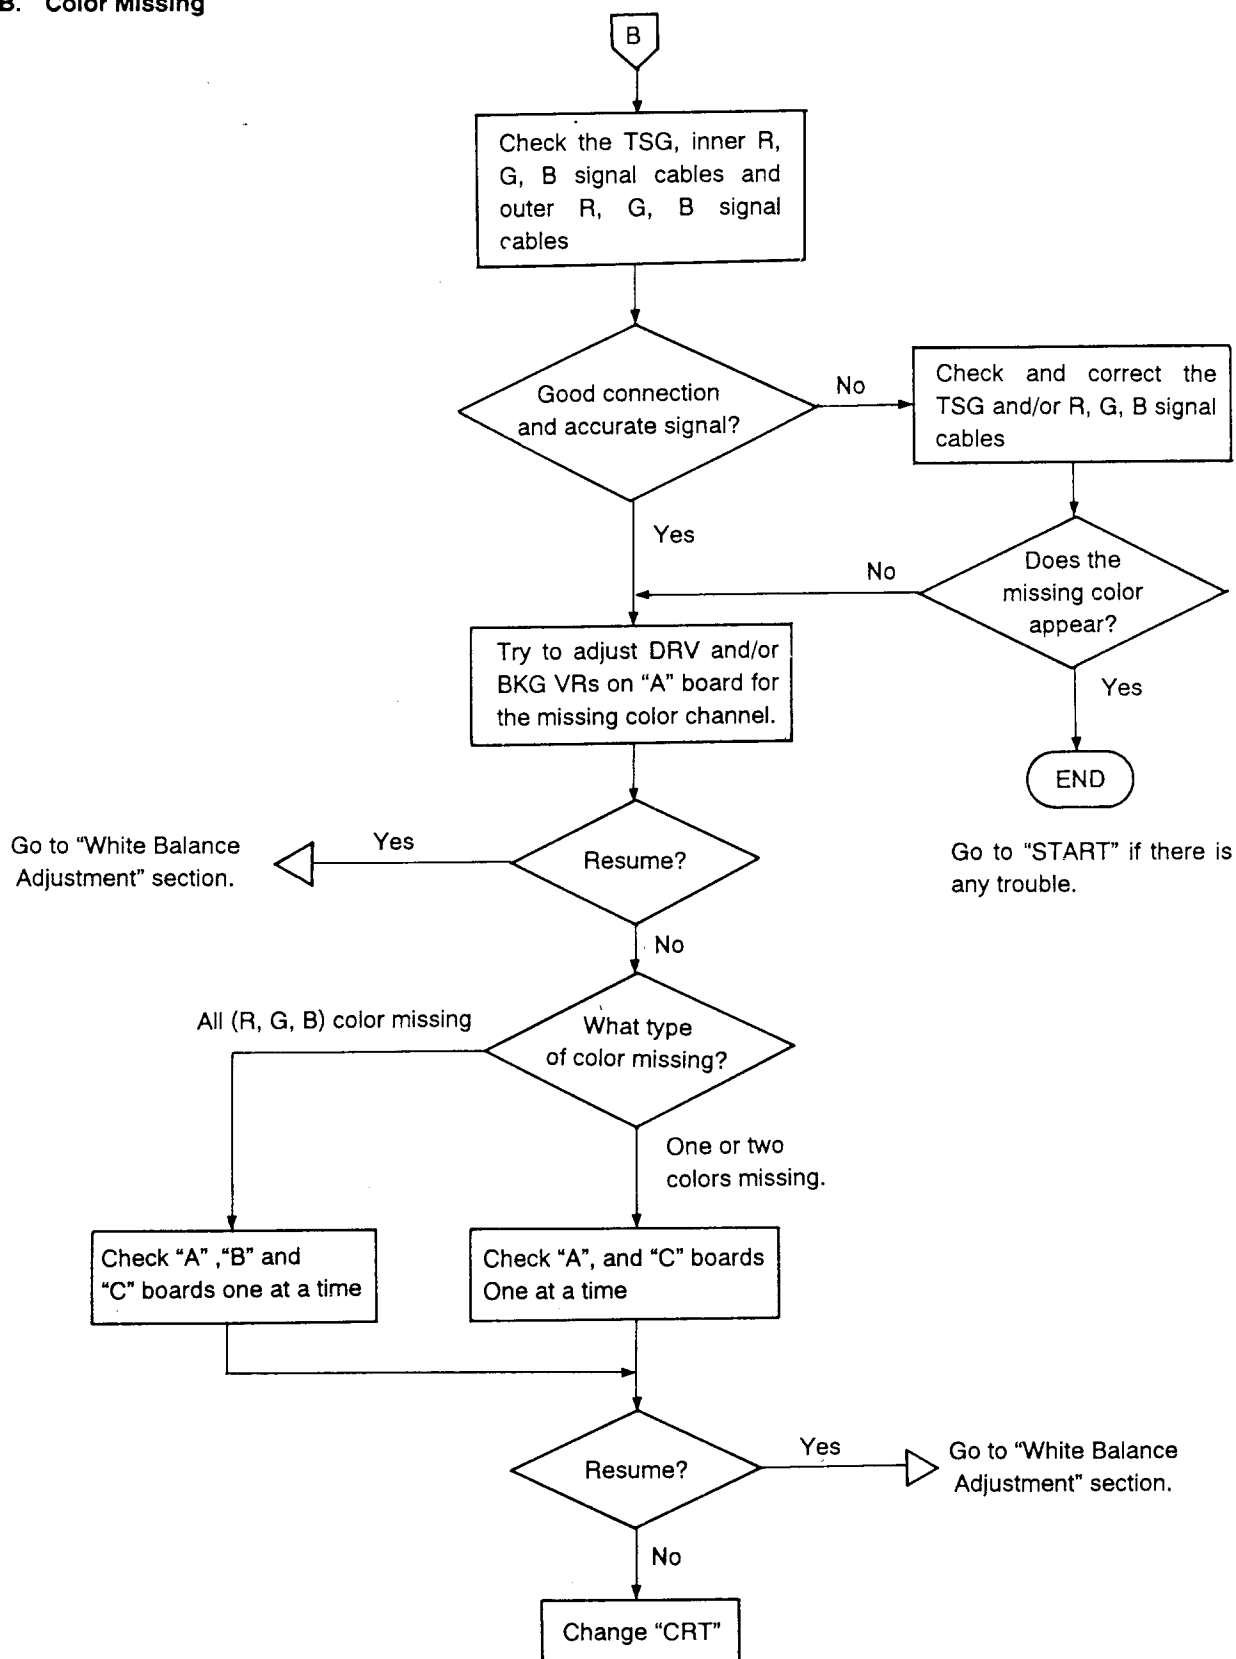 B. Color Missing
B
Check the TSG, inner R,
G, B signal cables and
outer R, G, B signal
cables
Good connection
and accurate signal?
No
Check and correct the
TSG and/or R, G, B signal
cables
Yes
Does the
missing color
appear?
No
Yes
END
Go to “START” if there is
any trouble.
Try to adjust DRV and/or
BKG VRs on “A” board for
the missing color channel.
Resume?
Yes
Go to “White Balance
Adjustment” section.
No
What type
of color missing?
All (R, G, B) color missing
One or two
colors missing.
Check “A” ,“B” and
“C” boards one at a time
Check “A”, and “C” boards
One at a time
Resume?
Yes
Go to “White Balance
Adjustment” section.
No
Change “CRT”